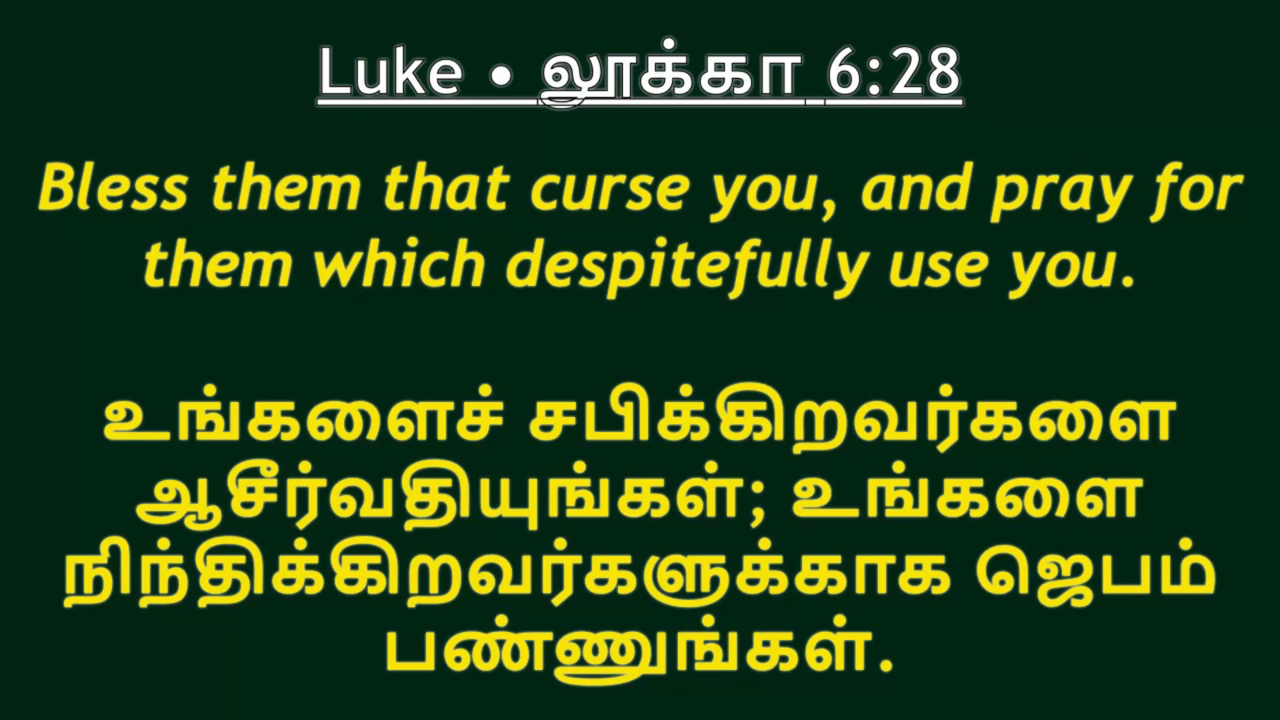 Luke • லூக்கா 6:28
Bless them that curse you, and pray for
them which despitefully use you.
உங்களைச் சபிக்கிறவர்களை
ஆசீர்வதியுங்கள்; உங்களை
நிந்திக்கிறவர்களுக்காக ஜெபம்
பண்ணுங்கள்.